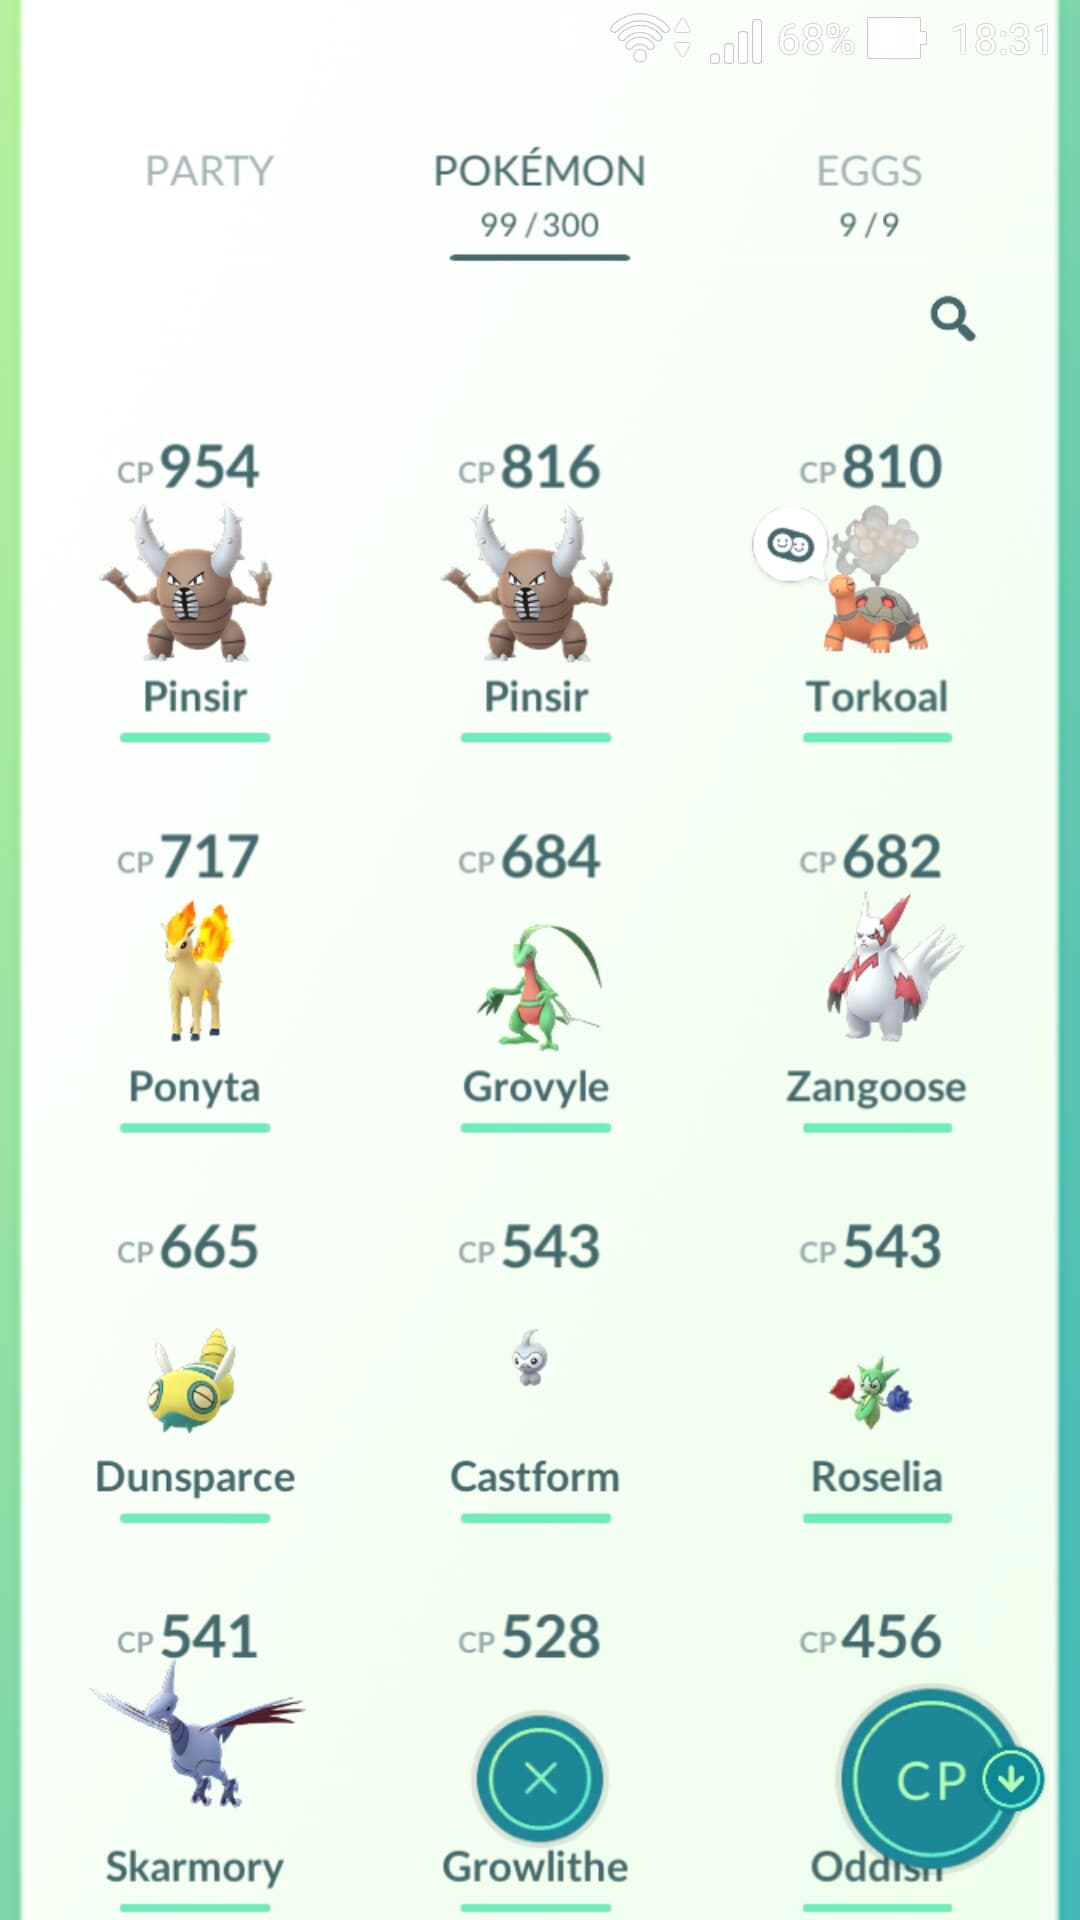 68% 18:31
PARTY POKÉMON EGGS
99 / 300 9 / 9
CP 954 CP 816 CP 810
Pinsir Pinsir Torkoal
CP 717 CP 684 CP 682
Ponyta Grovyle Zangoose
CP 665 CP 543 CP 543
Dunsparce Castform Roselia
CP 541 CP 528 CP 456
CP
Skarmory Growlithe Oddish